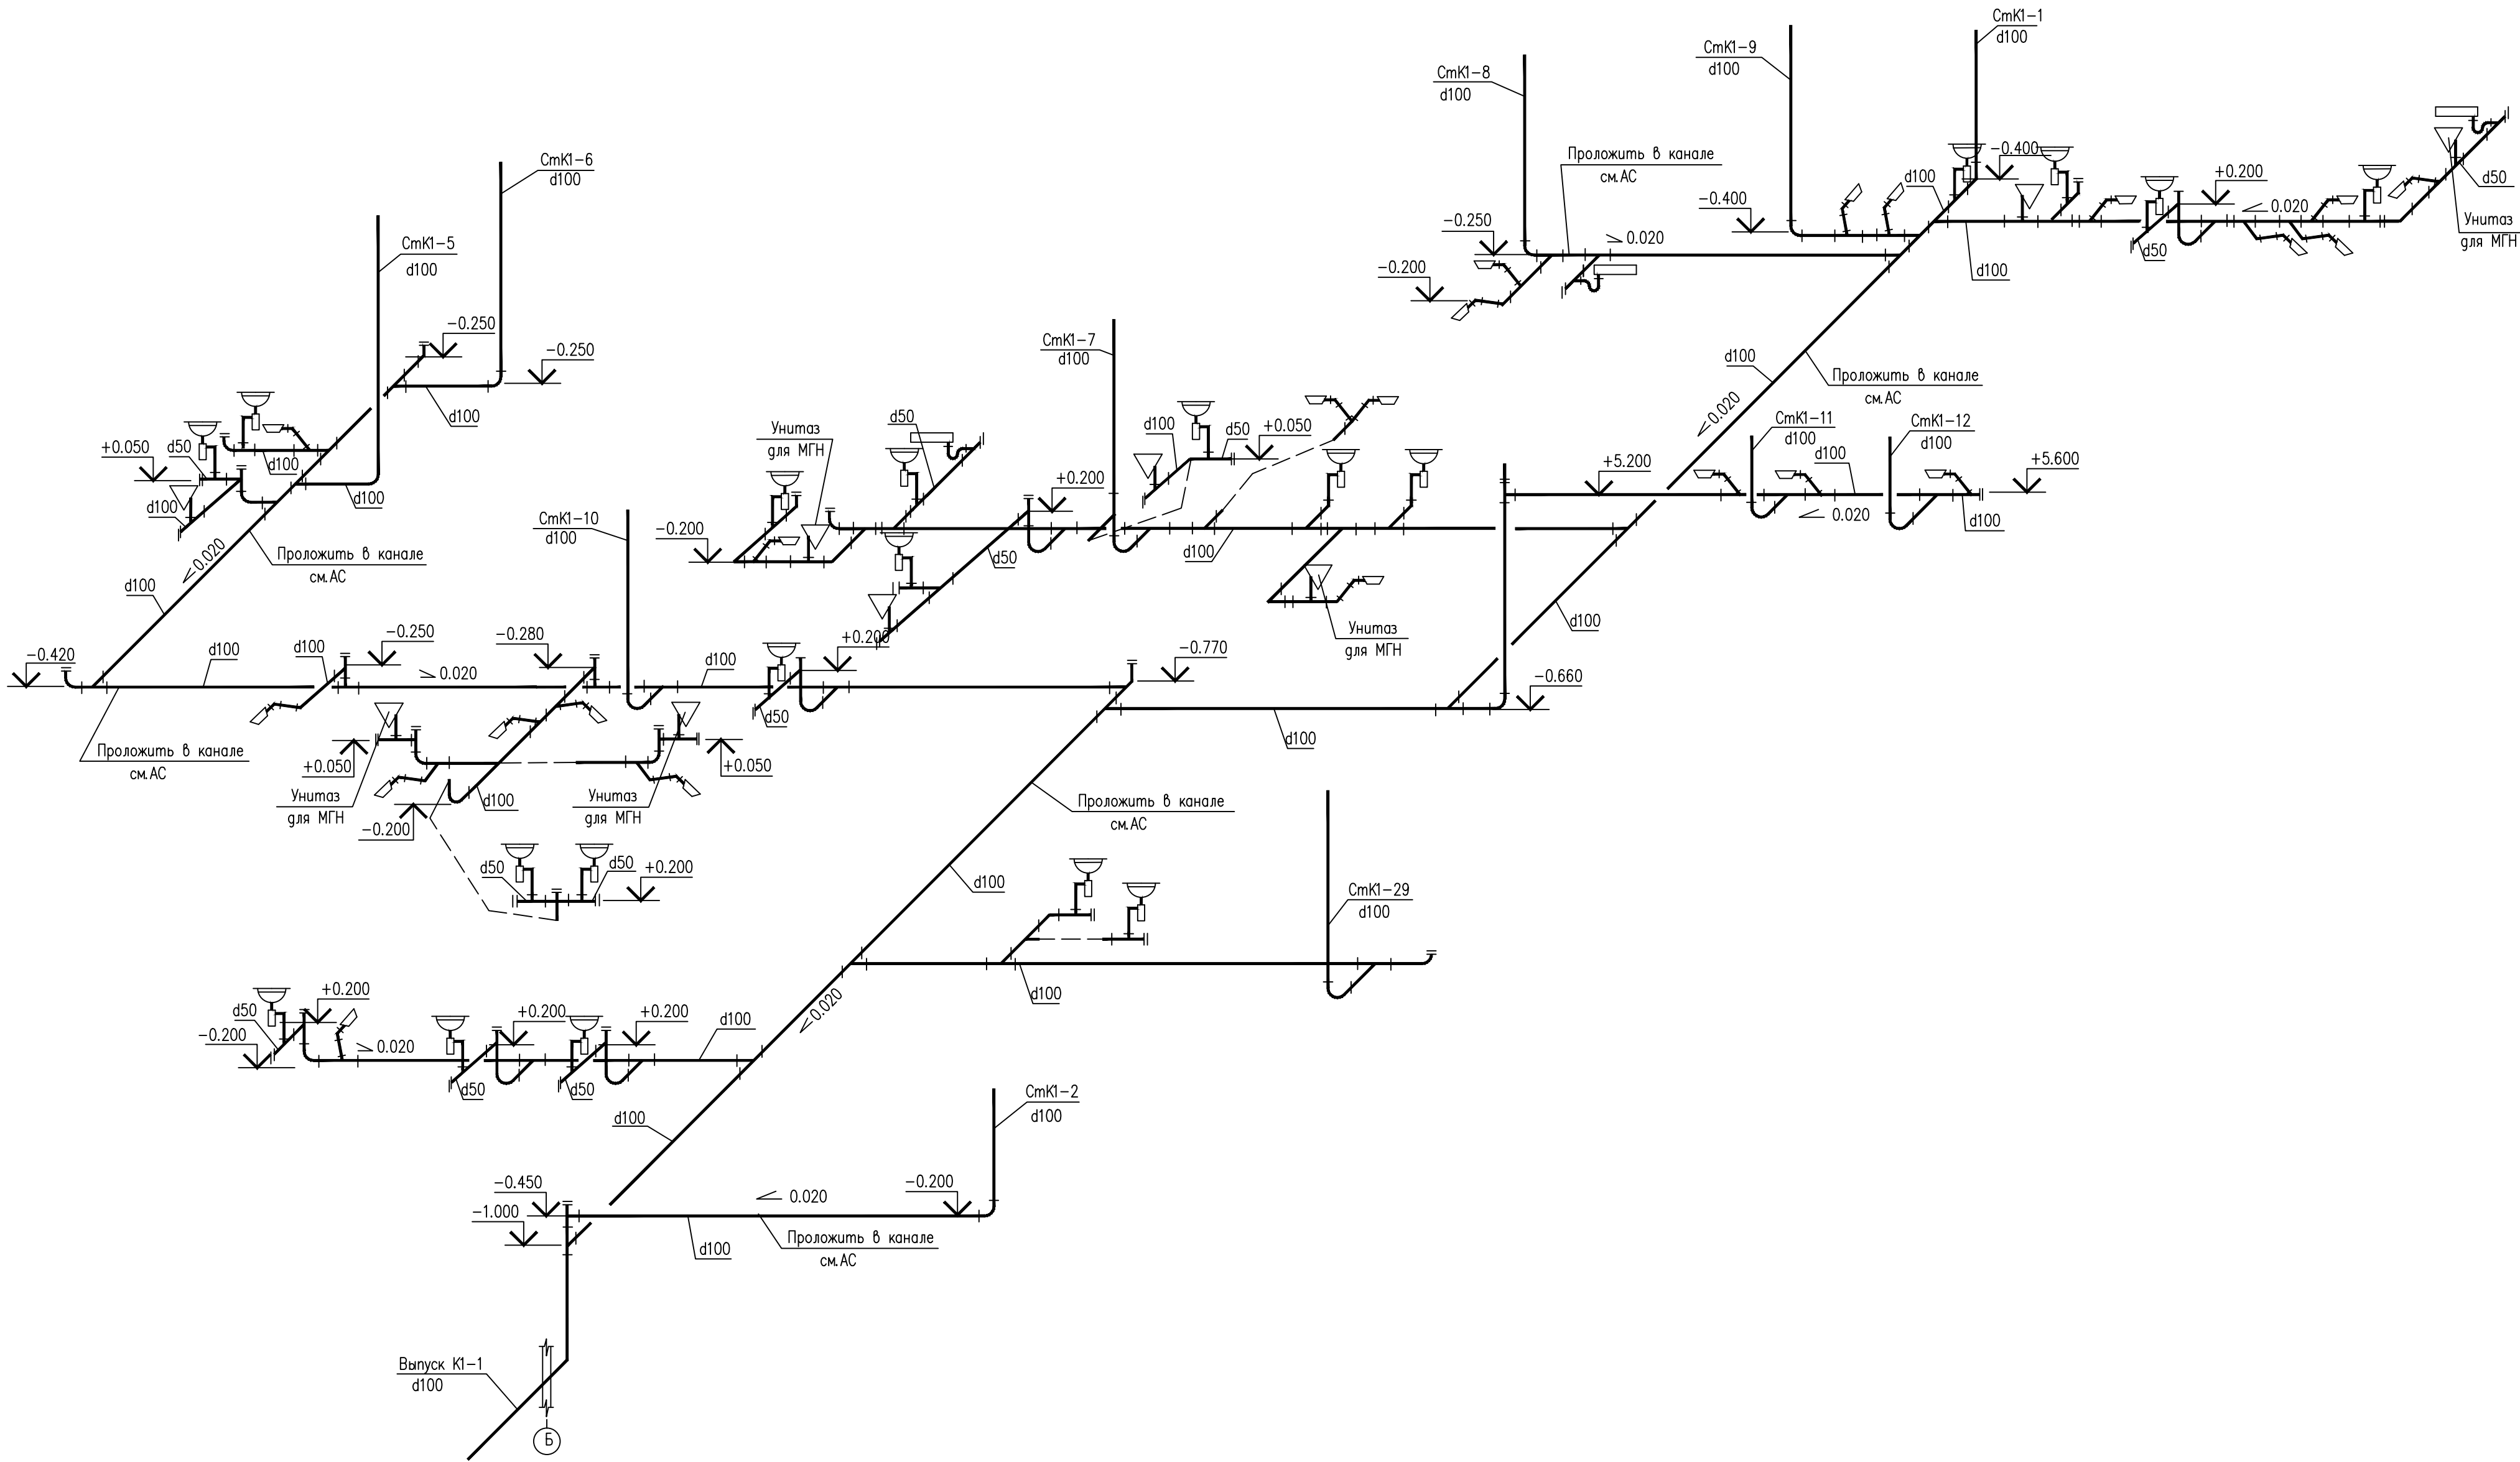 СтК1-1
d100
СтК1-9
d100
СтК1-8
d100
Проложить в канале
см.АС
-0.400
d100
+0.200
d50
0.020
Унитаз
для МГН
-0.400
-0.250
0.020
-0.200
d50
d100
СтК1-6
d100
СтК1-5
d100
-0.250
-0.250
d100
СтК1-7
d100
d100
Проложить в канале
см.АС
0.020
+0.050
d50
d100
d100
d100
Проложить в канале
см.АС
0.020
d100
Унитаз
для МГН
d50
d100
d50
+0.050
СтК1-11
d100
d100
СтК1-12
d100
+5.200
+5.600
0.020
d100
СтК1-10
d100
-0.200
+0.200
d50
d100
Унитаз
для МГН
d100
-0.420
d100
d100
-0.250
0.020
-0.280
d100
+0.200
d50
-0.770
-0.660
d100
Проложить в канале
см.АС
+0.050
Унитаз
для МГН
d100
-0.200
Унитаз
для МГН
+0.050
d50
d50
+0.200
Проложить в канале
см.АС
d100
СтК1-29
d100
d100
0.020
+0.200
d50
-0.200
0.020
+0.200
d50
+0.200
d50
d100
d100
СтК1-2
d100
-0.450
-1.000
0.020
-0.200
d100
Проложить в канале
см.АС
Выпуск К1-1
d100
Б